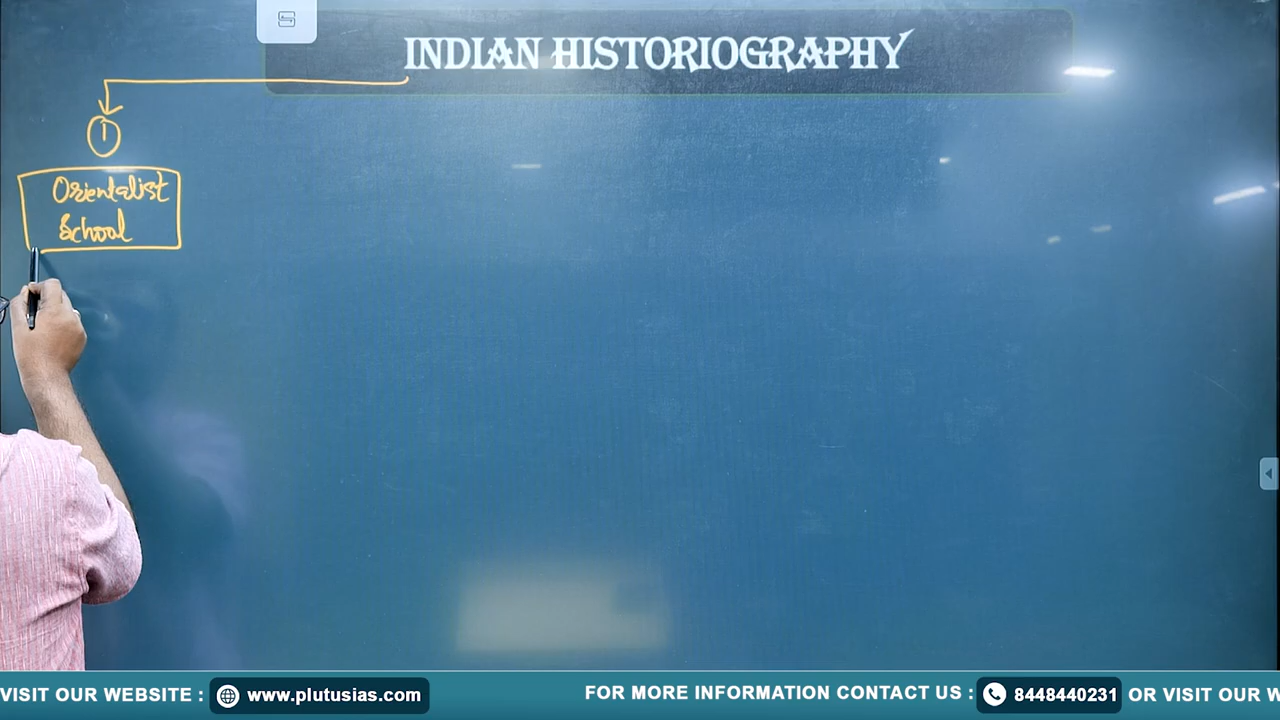 INDIAN HISTORIOGRAPHY
1
Orientalist
School
VISIT OUR WEBSITE : www.plutusias.com
FOR MORE INFORMATION CONTACT US : 8448440231 OR VISIT OUR W